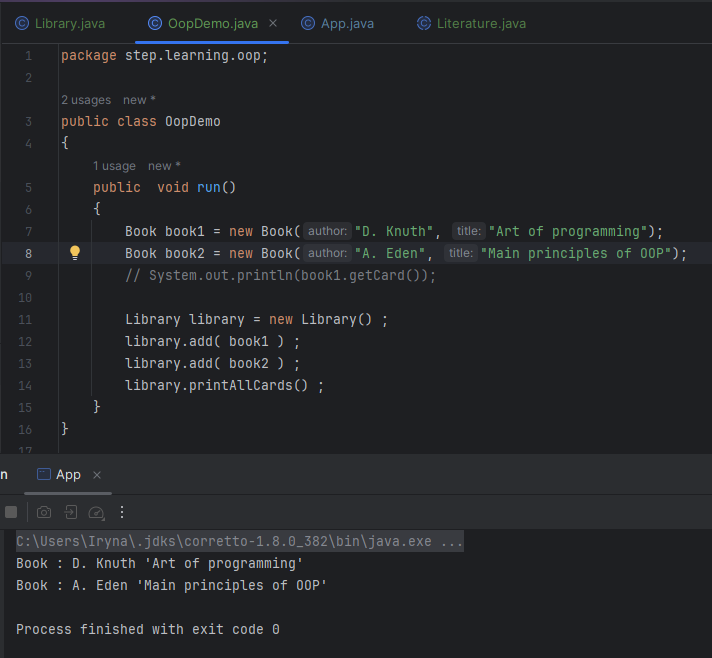 Library.java OopDemo.java App.java Literature.java
1 package step.learning.oop;
2
2 usages new *
3 public class OopDemo
4 {
1 usage new *
5 public void run()
6 {
7 Book book1 = new Book( author: "D. Knuth", title: "Art of programming");
8 Book book2 = new Book( author: "A. Eden", title: "Main principles of OOP");
9 // System.out.println(book1.getCard());
10
11 Library library = new Library() ;
12 library.add( book1 ) ;
13 library.add( book2 ) ;
14 library.printAllCards() ;
15 }
16 }
17
n App
C:\Users\Iryna\.jdks\corretto-1.8.0_382\bin\java.exe ...
Book : D. Knuth 'Art of programming'
Book : A. Eden 'Main principles of OOP'
Process finished with exit code 0